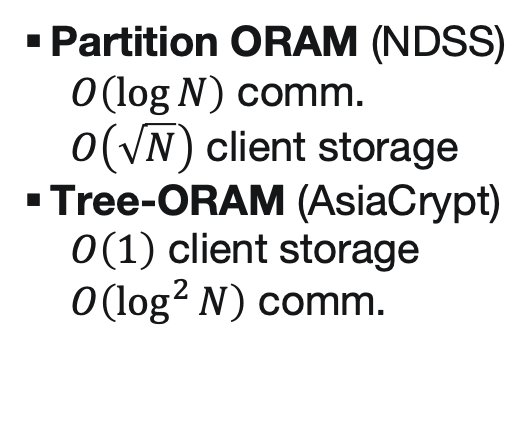 ▪ Partition ORAM (NDSS)
O(log N) comm.
O(√N) client storage
▪ Tree-ORAM (AsiaCrypt)
O(1) client storage
O(log² N) comm.